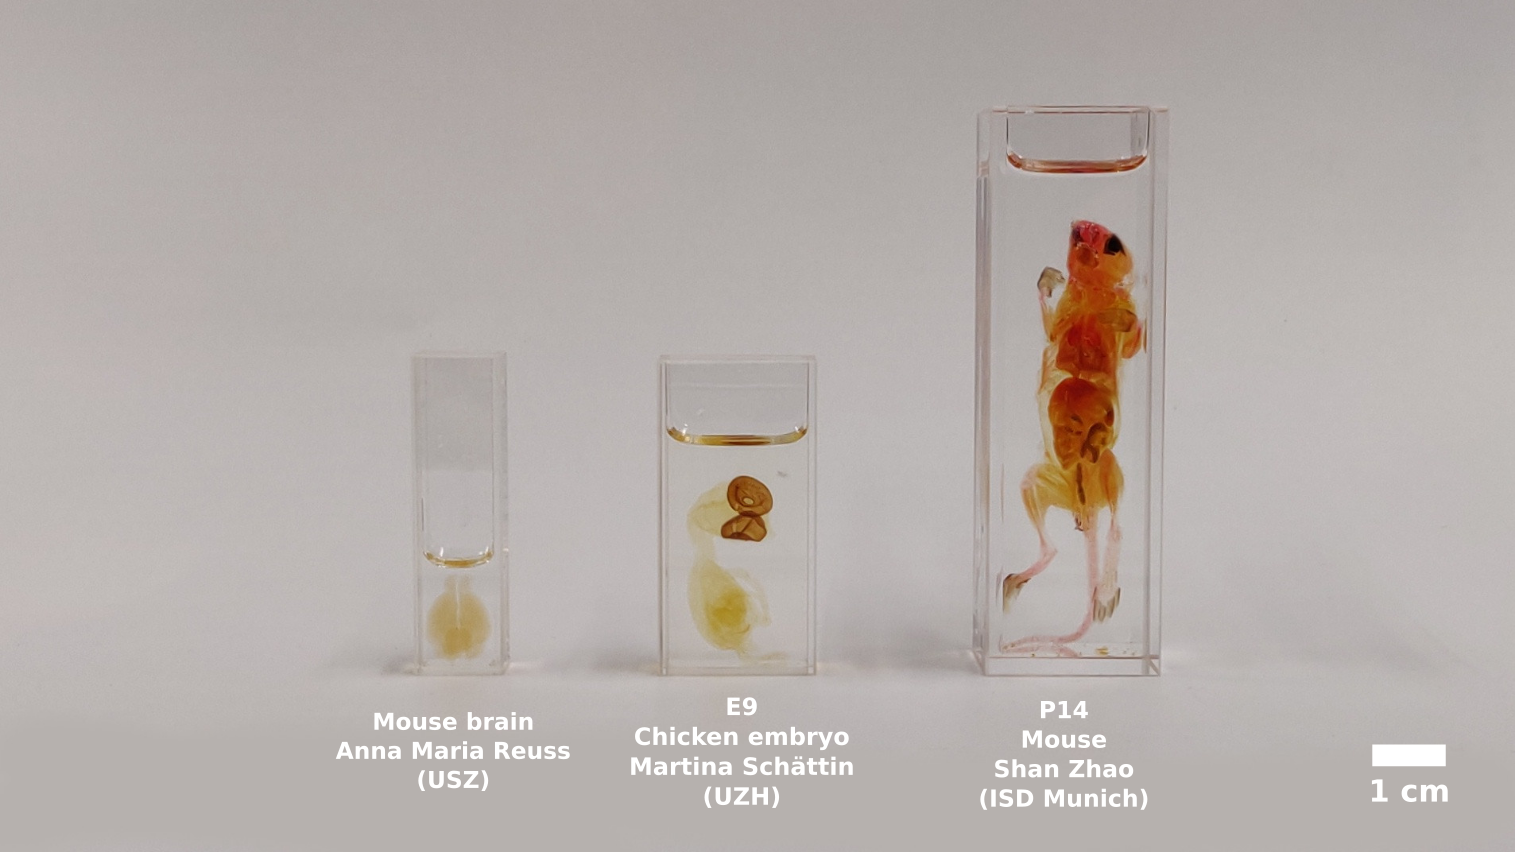 Mouse brain
Anna Maria Reuss
(USZ)
E9
Chicken embryo
Martina Schättin
(UZH)
P14
Mouse
Shan Zhao
(ISD Munich)
1 cm